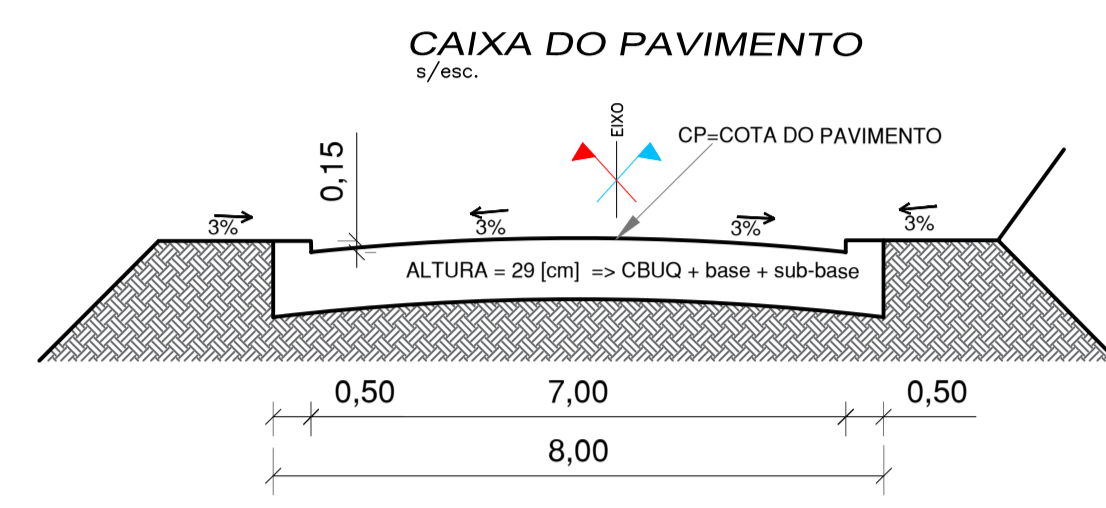 CAIXA DO PAVIMENTO
s/esc.
EIXO
CP=COTA DO PAVIMENTO
0,15
3%
3%
3%
3%
ALTURA = 29 [cm] => CBUQ + base + sub-base
0,50
7,00
0,50
8,00